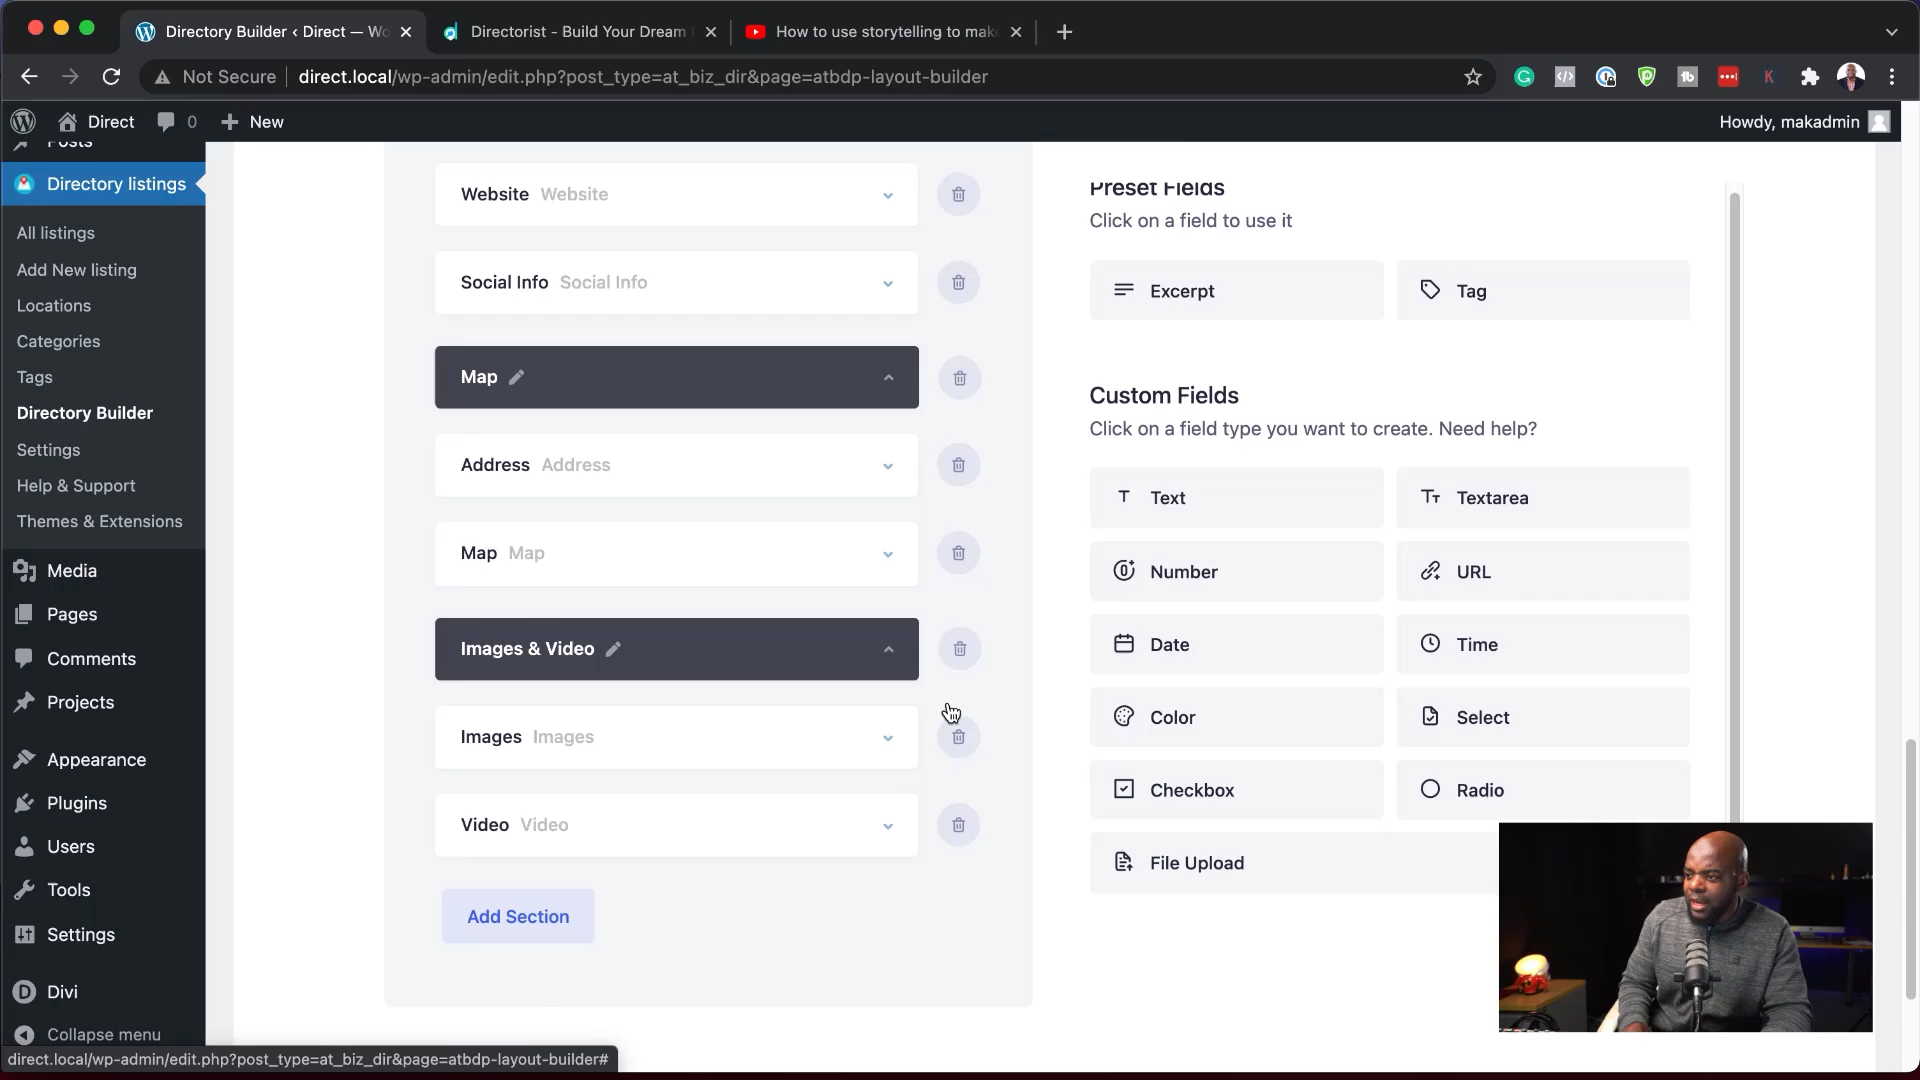 Directory Builder ‹ Direct — Wo
Directorist - Build Your Dream
How to use storytelling to mak
Not Secure
direct.local/wp-admin/edit.php?post_type=at_biz_dir&page=atbdp-layout-builder
Direct
0
New
Howdy, makadmin
Posts
Directory listings
All listings
Add New listing
Locations
Categories
Tags
Directory Builder
Settings
Help & Support
Themes & Extensions
Media
Pages
Comments
Projects
Appearance
Plugins
Users
Tools
Settings
Divi
Collapse menu
direct.local/wp-admin/edit.php?post_type=at_biz_dir&page=atbdp-layout-builder#
Website Website
Social Info Social Info
Map
Address Address
Map Map
Images & Video
Images Images
Video Video
Add Section
Preset Fields
Click on a field to use it
Excerpt
Tag
Custom Fields
Click on a field type you want to create. Need help?
Text
Textarea
Number
URL
Date
Time
Color
Select
Checkbox
Radio
File Upload